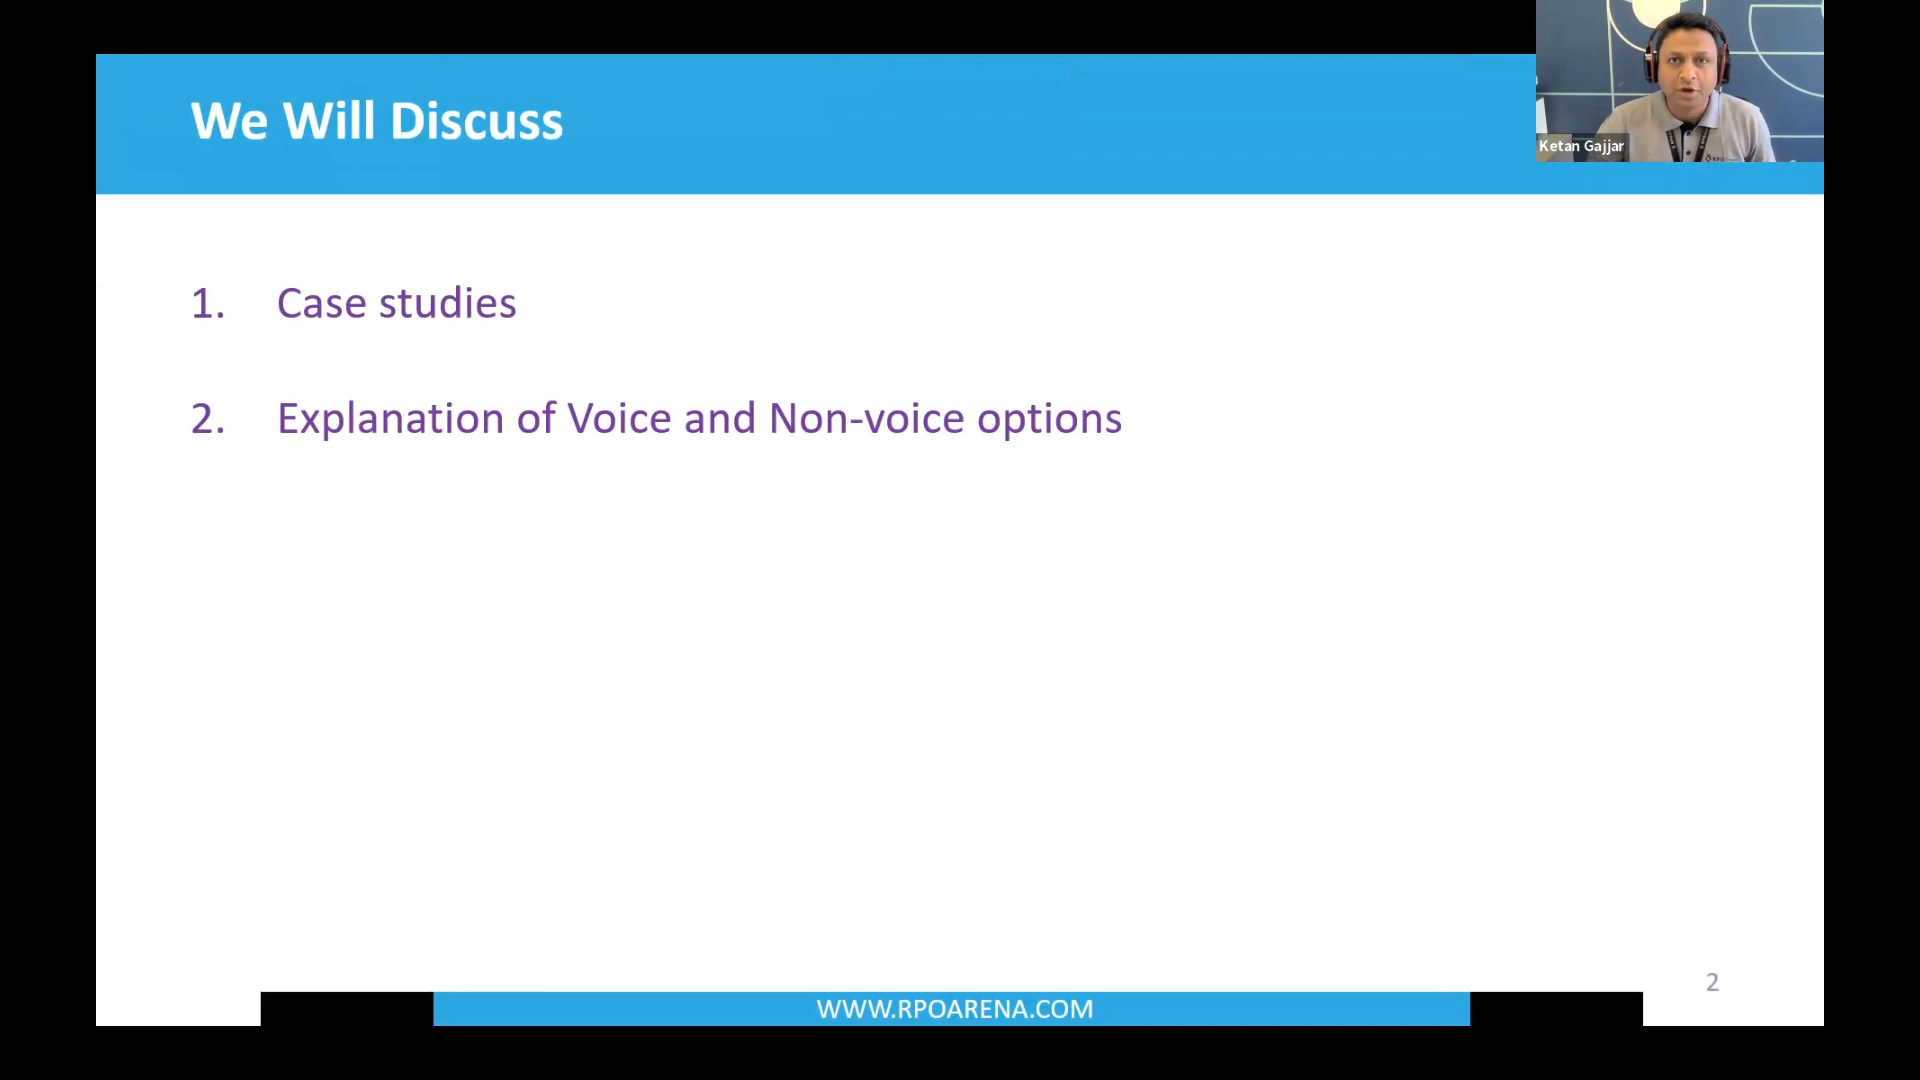 We Will Discuss
Ketan Gajjar
1. Case studies
2. Explanation of Voice and Non-voice options
2
WWW.RPOARENA.COM